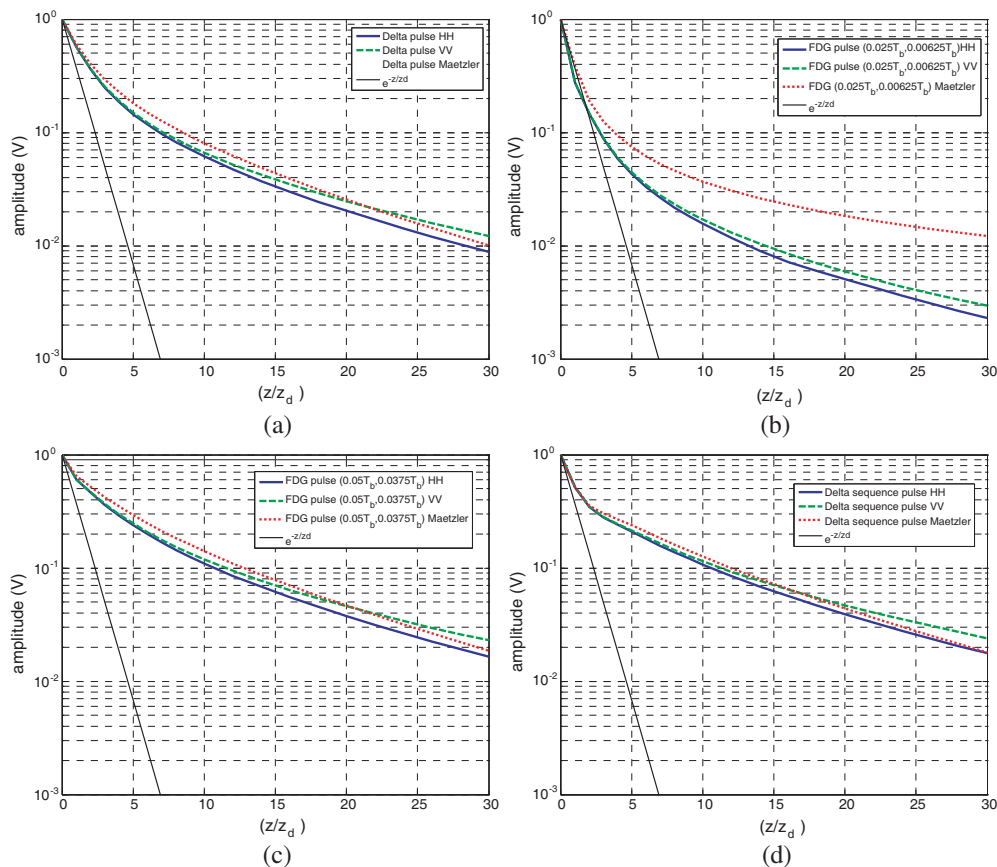 10^0
10^-1
10^-2
10^-3
amplitude (V)
Delta pulse HH
Delta pulse VV
Delta pulse Maetzler
e^-z/zd
0 5 10 15 20 25 30
(z/z_d )
(a)
10^0
10^-1
10^-2
10^-3
amplitude (V)
FDG pulse (0.025T_b,0.00625T_b)HH
FDG pulse (0.025T_b,0.00625T_b) VV
FDG (0.025T_b,0.00625T_b) Maetzler
e^-z/zd
0 5 10 15 20 25 30
(z/z_d )
(b)
10^0
10^-1
10^-2
10^-3
amplitude (V)
FDG pulse (0.05T_b,0.0375T_b) HH
FDG pulse (0.05T_b,0.0375T_b) VV
FDG pulse (0.05T_b,0.0375T_b) Maetzler
e^-z/zd
0 5 10 15 20 25 30
(z/z_d )
(c)
10^0
10^-1
10^-2
10^-3
amplitude (V)
Delta sequence pulse HH
Delta sequence pulse VV
Delta sequence pulse Maetzler
e^-z/zd
0 5 10 15 20 25 30
(z/z_d )
(d)